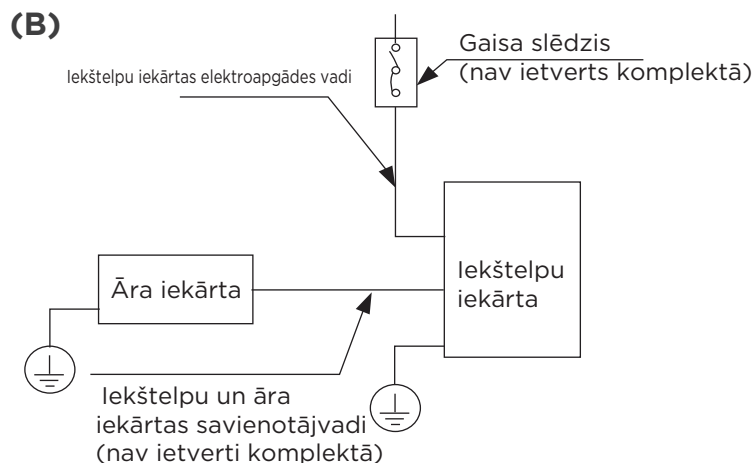 (B)
Gaisa slēdzis
(nav ietverts komplektā)
Iekštelpu iekārtas elektroapgādes vadi
Āra iekārta
Iekštelpu
iekārta
Iekštelpu un āra
iekārtas savienotājvadi
(nav ietverti komplektā)